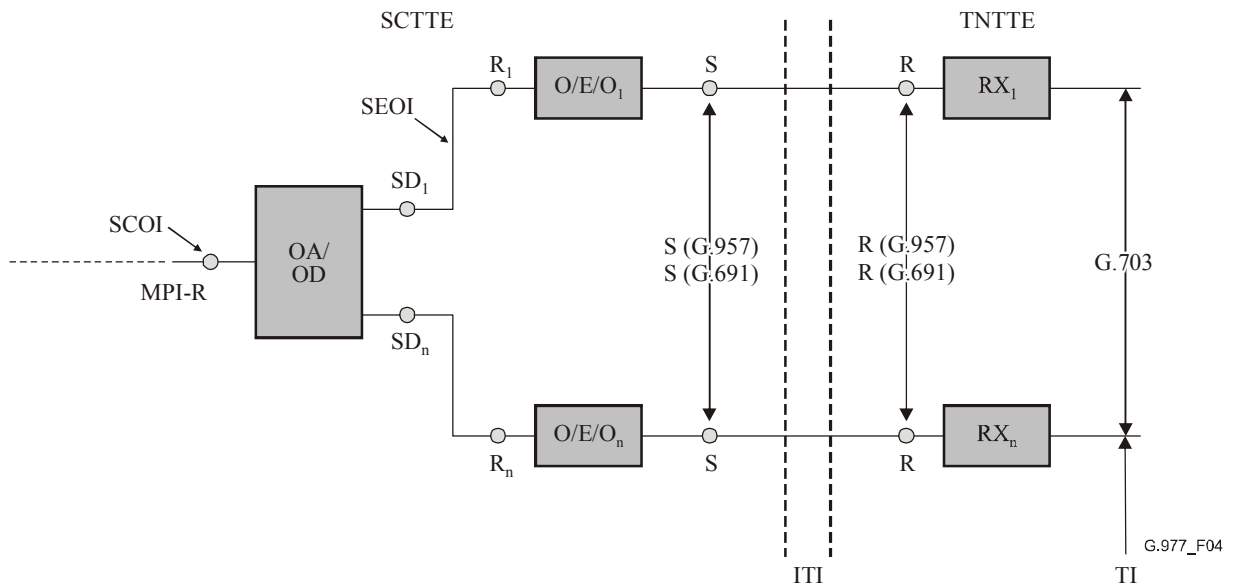 SCTTE
TNTTE
R1
O/E/O1
S
R
RX1
SEOI
SD1
SCOI
OA/
OD
MPI-R
S (G.957)
S (G.691)
R (G.957)
R (G.691)
G.703
SDn
O/E/On
RXn
Rn
S
R
G.977_F04
ITI
TI